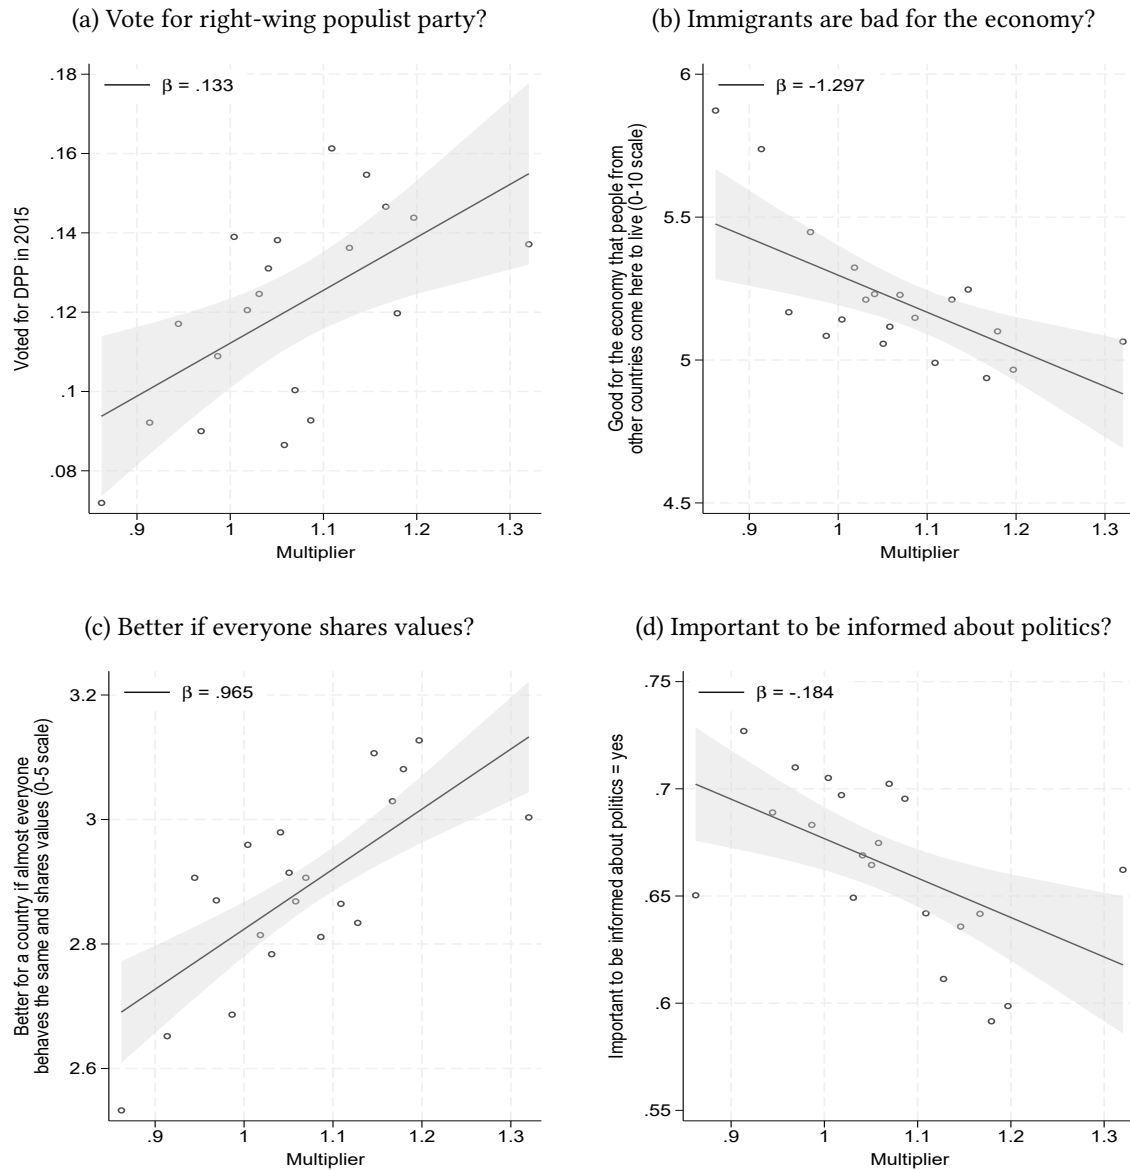 (a) Vote for right-wing populist party?
.18
.16
.14
.12
.1
.08
Voted for DPP in 2015
β = .133
.9
1
1.1
1.2
1.3
Multiplier
(b) Immigrants are bad for the economy?
6
5.5
5
4.5
Good for the economy that people from
other countries come here to live (0-10 scale)
β = -1.297
.9
1
1.1
1.2
1.3
Multiplier
(c) Better if everyone shares values?
3.2
3
2.8
2.6
Better for a country if almost everyone
behaves the same and shares values (0-5 scale)
β = .965
.9
1
1.1
1.2
1.3
Multiplier
(d) Important to be informed about politics?
.75
.7
.65
.6
.55
Important to be informed about politics = yes
β = -.184
.9
1
1.1
1.2
1.3
Multiplier